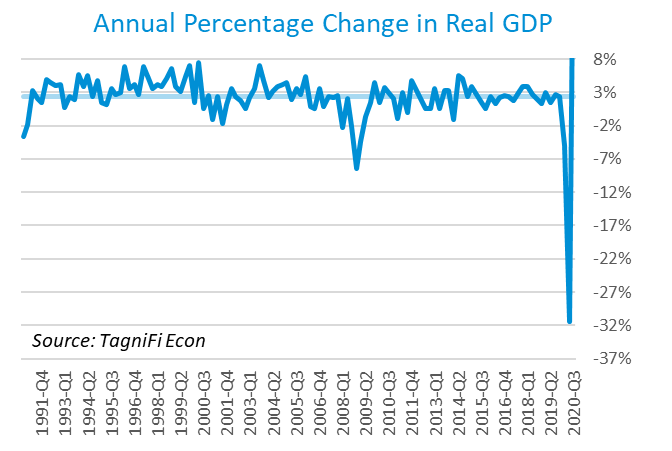 Annual Percentage Change in Real GDP
8%
3%
-2%
-7%
-12%
-17%
-22%
-27%
-32%
-37%
Source: TagniFi Econ
1991-Q4
1993-Q1
1994-Q2
1995-Q3
1996-Q4
1998-Q1
1999-Q2
2000-Q3
2001-Q4
2003-Q1
2004-Q2
2005-Q3
2006-Q4
2008-Q1
2009-Q2
2010-Q3
2011-Q4
2013-Q1
2014-Q2
2015-Q3
2016-Q4
2018-Q1
2019-Q2
2020-Q3